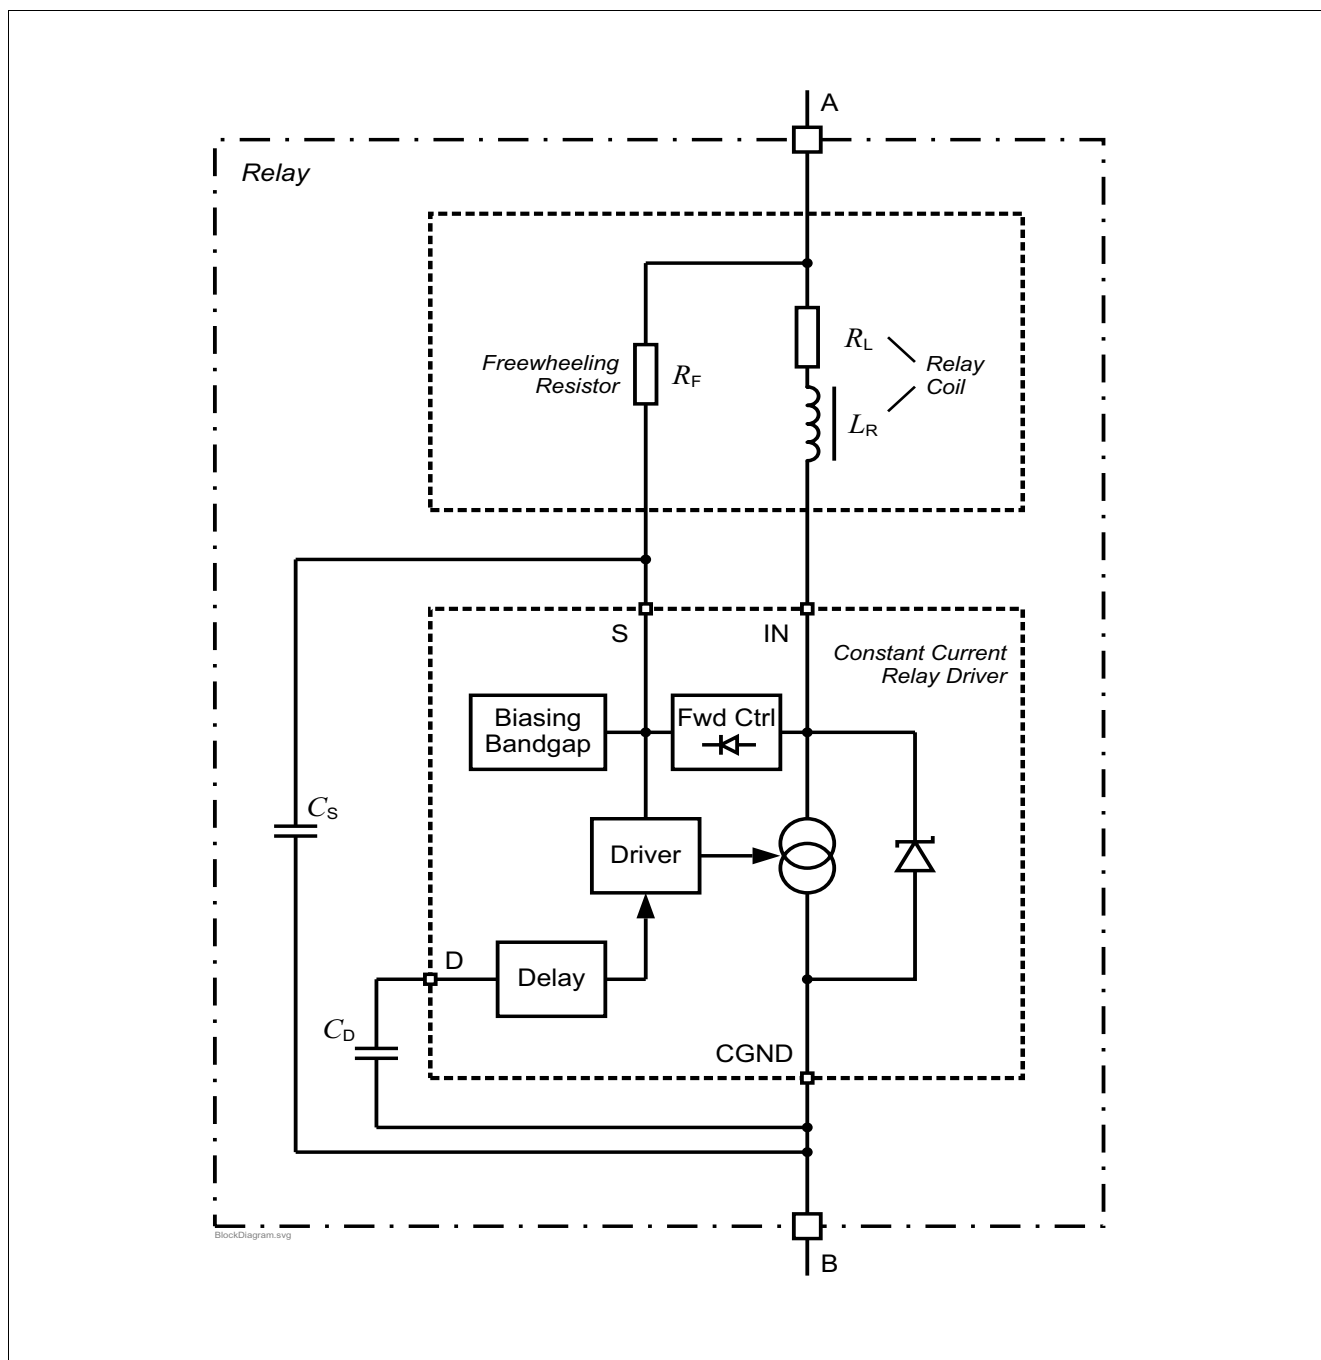 A
Relay
Freewheeling
Resistor
RF
RL
Relay
Coil
LR
S
IN
Constant Current
Relay Driver
Biasing
Bandgap
Fwd Ctrl
CS
Driver
D
Delay
CD
CGND
BlockDiagram.svg
B